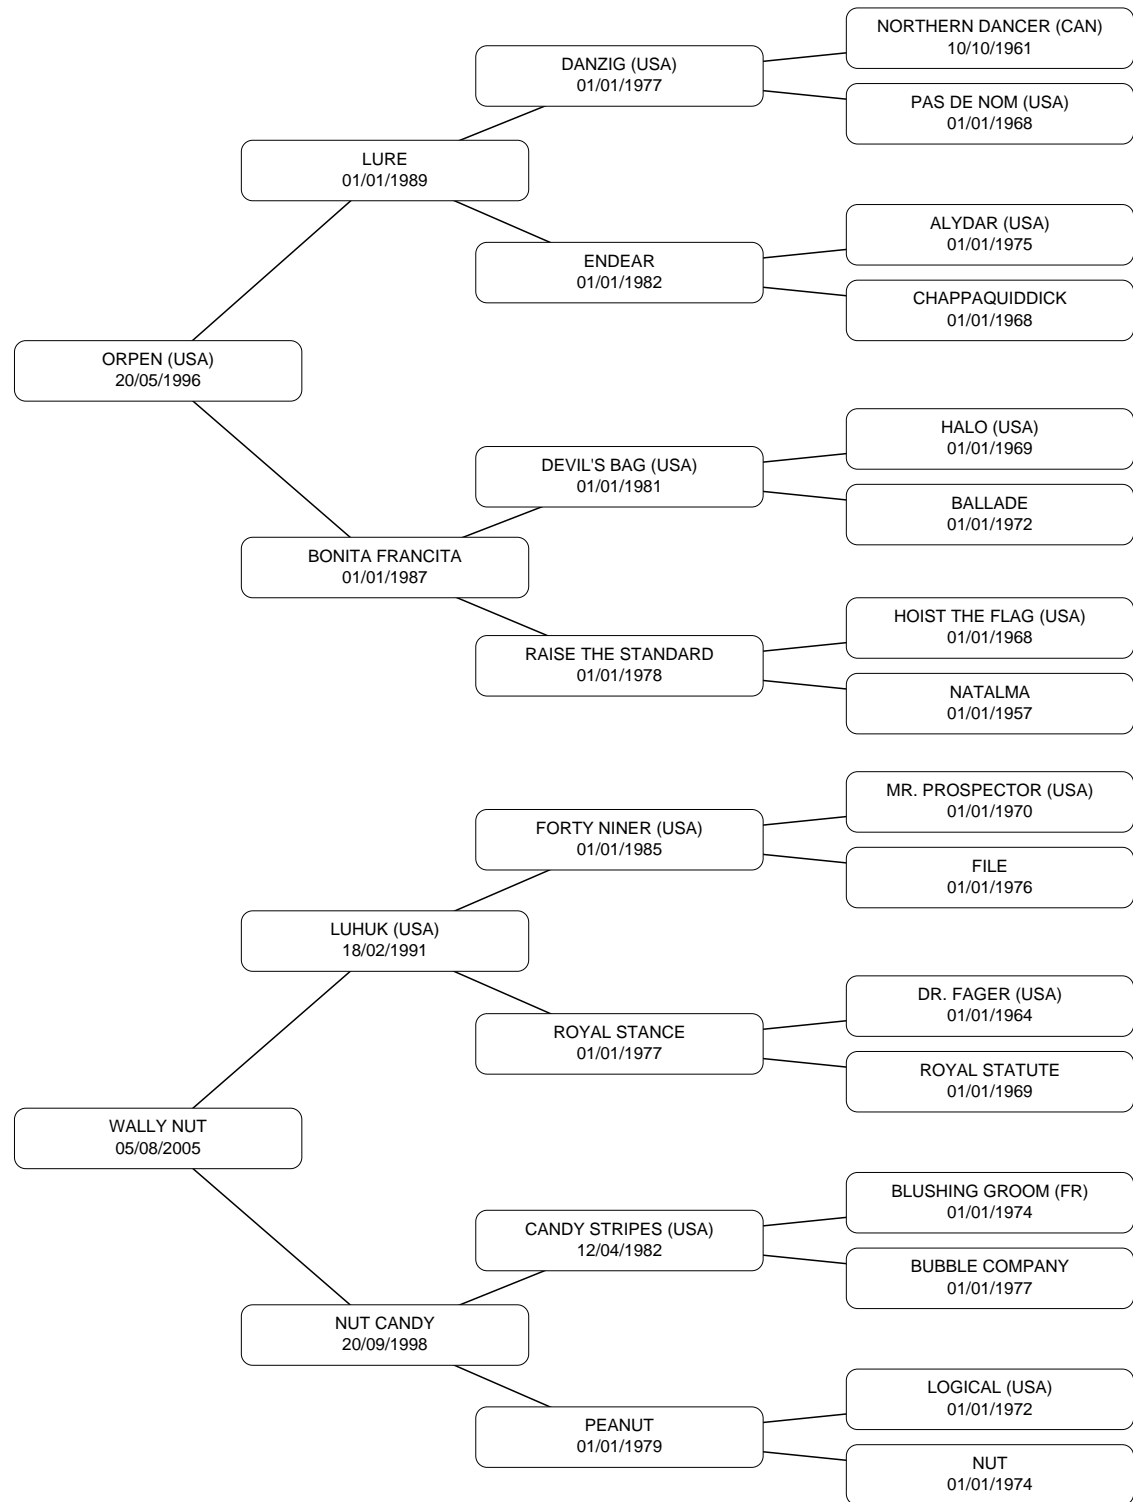 NORTHERN DANCER (CAN)
10/10/1961
DANZIG (USA)
01/01/1977
PAS DE NOM (USA)
01/01/1968
LURE
01/01/1989
ALYDAR (USA)
01/01/1975
ENDEAR
01/01/1982
CHAPPAQUIDDICK
01/01/1968
ORPEN (USA)
20/05/1996
HALO (USA)
01/01/1969
DEVIL'S BAG (USA)
01/01/1981
BALLADE
01/01/1972
BONITA FRANCITA
01/01/1987
HOIST THE FLAG (USA)
01/01/1968
RAISE THE STANDARD
01/01/1978
NATALMA
01/01/1957
MR. PROSPECTOR (USA)
01/01/1970
FORTY NINER (USA)
01/01/1985
FILE
01/01/1976
LUHUK (USA)
18/02/1991
DR. FAGER (USA)
01/01/1964
ROYAL STANCE
01/01/1977
ROYAL STATUTE
01/01/1969
WALLY NUT
05/08/2005
BLUSHING GROOM (FR)
01/01/1974
CANDY STRIPES (USA)
12/04/1982
BUBBLE COMPANY
01/01/1977
NUT CANDY
20/09/1998
LOGICAL (USA)
01/01/1972
PEANUT
01/01/1979
NUT
01/01/1974